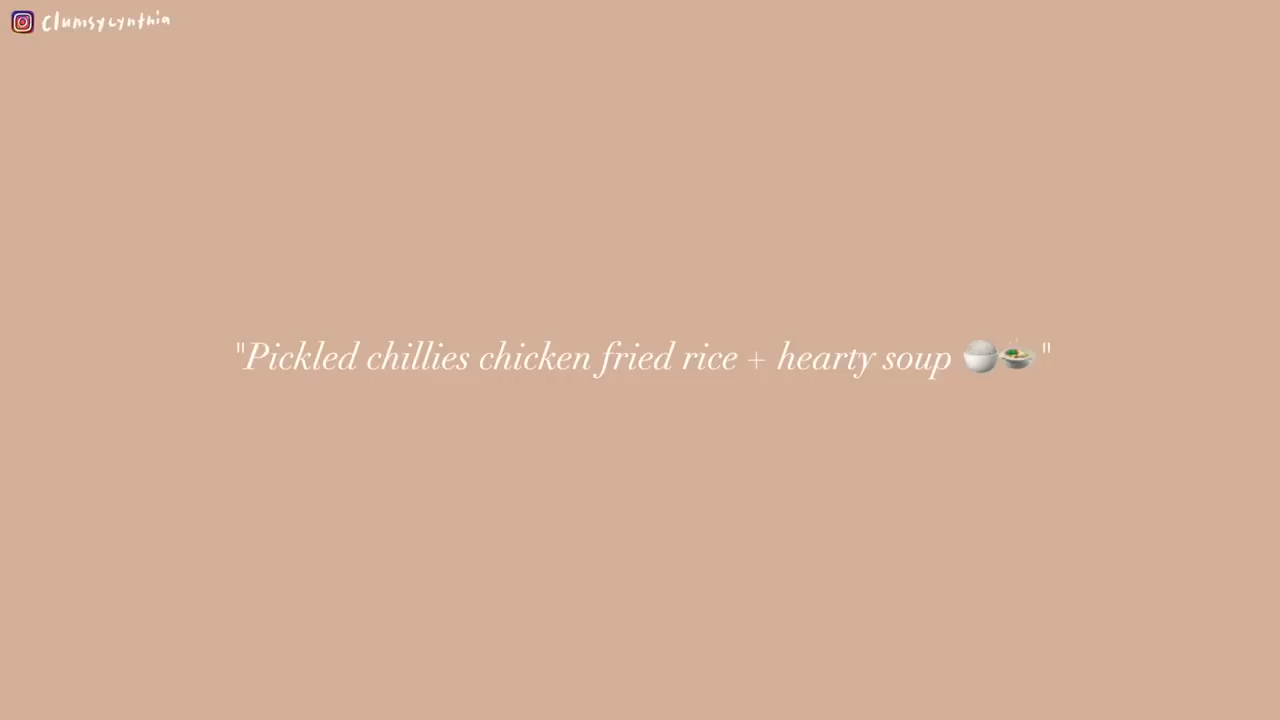 Clumsycynthia
"Pickled chillies chicken fried rice + hearty soup 🍚🍲"